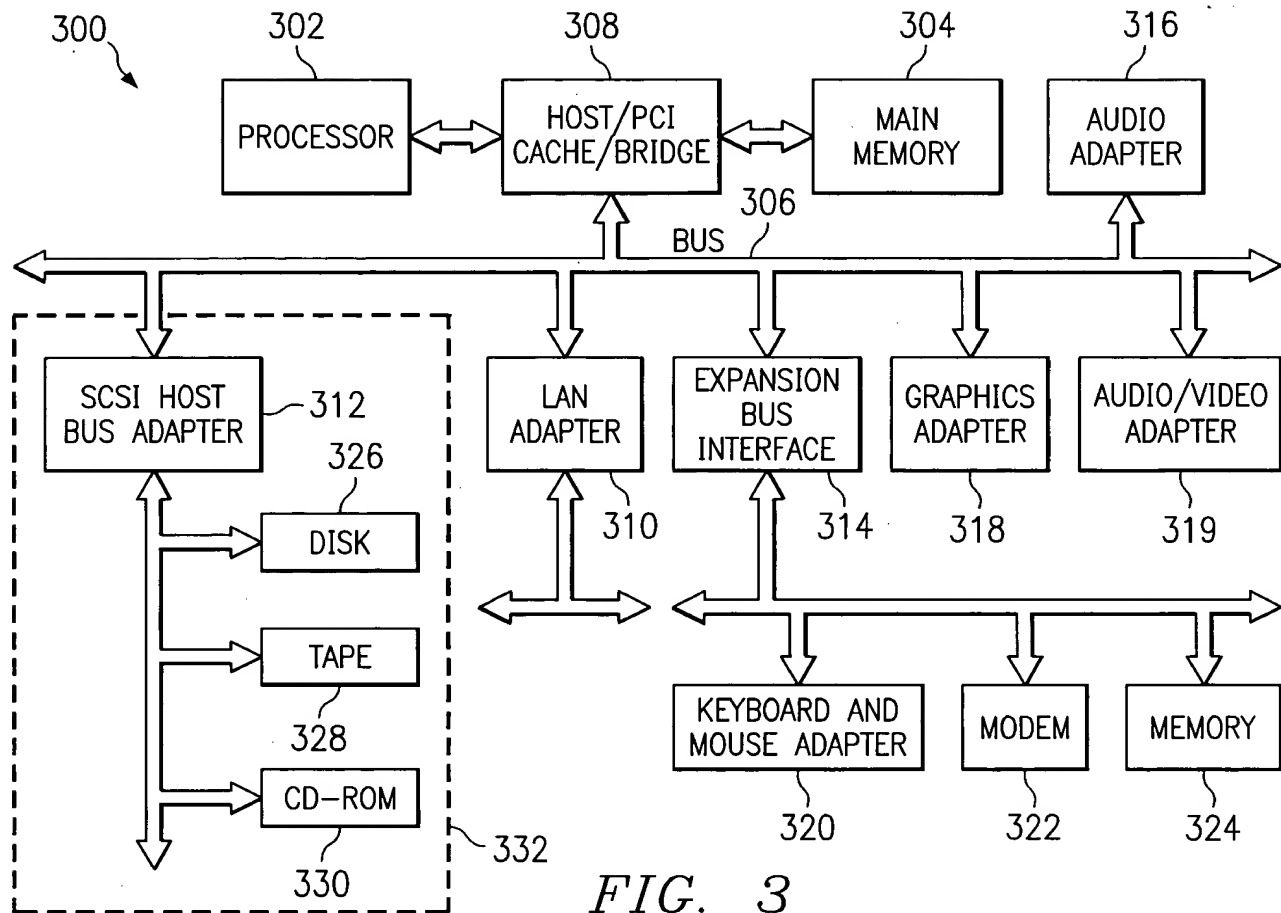 300
302
308
304
316
PROCESSOR
HOST/PCI
CACHE/BRIDGE
MAIN
MEMORY
AUDIO
ADAPTER
306
BUS
SCSI HOST
BUS ADAPTER
312
LAN
ADAPTER
310
EXPANSION
BUS
INTERFACE
314
GRAPHICS
ADAPTER
318
AUDIO/VIDEO
ADAPTER
319
326
DISK
TAPE
328
CD-ROM
330
332
KEYBOARD AND
MOUSE ADAPTER
320
MODEM
322
MEMORY
324
FIG. 3